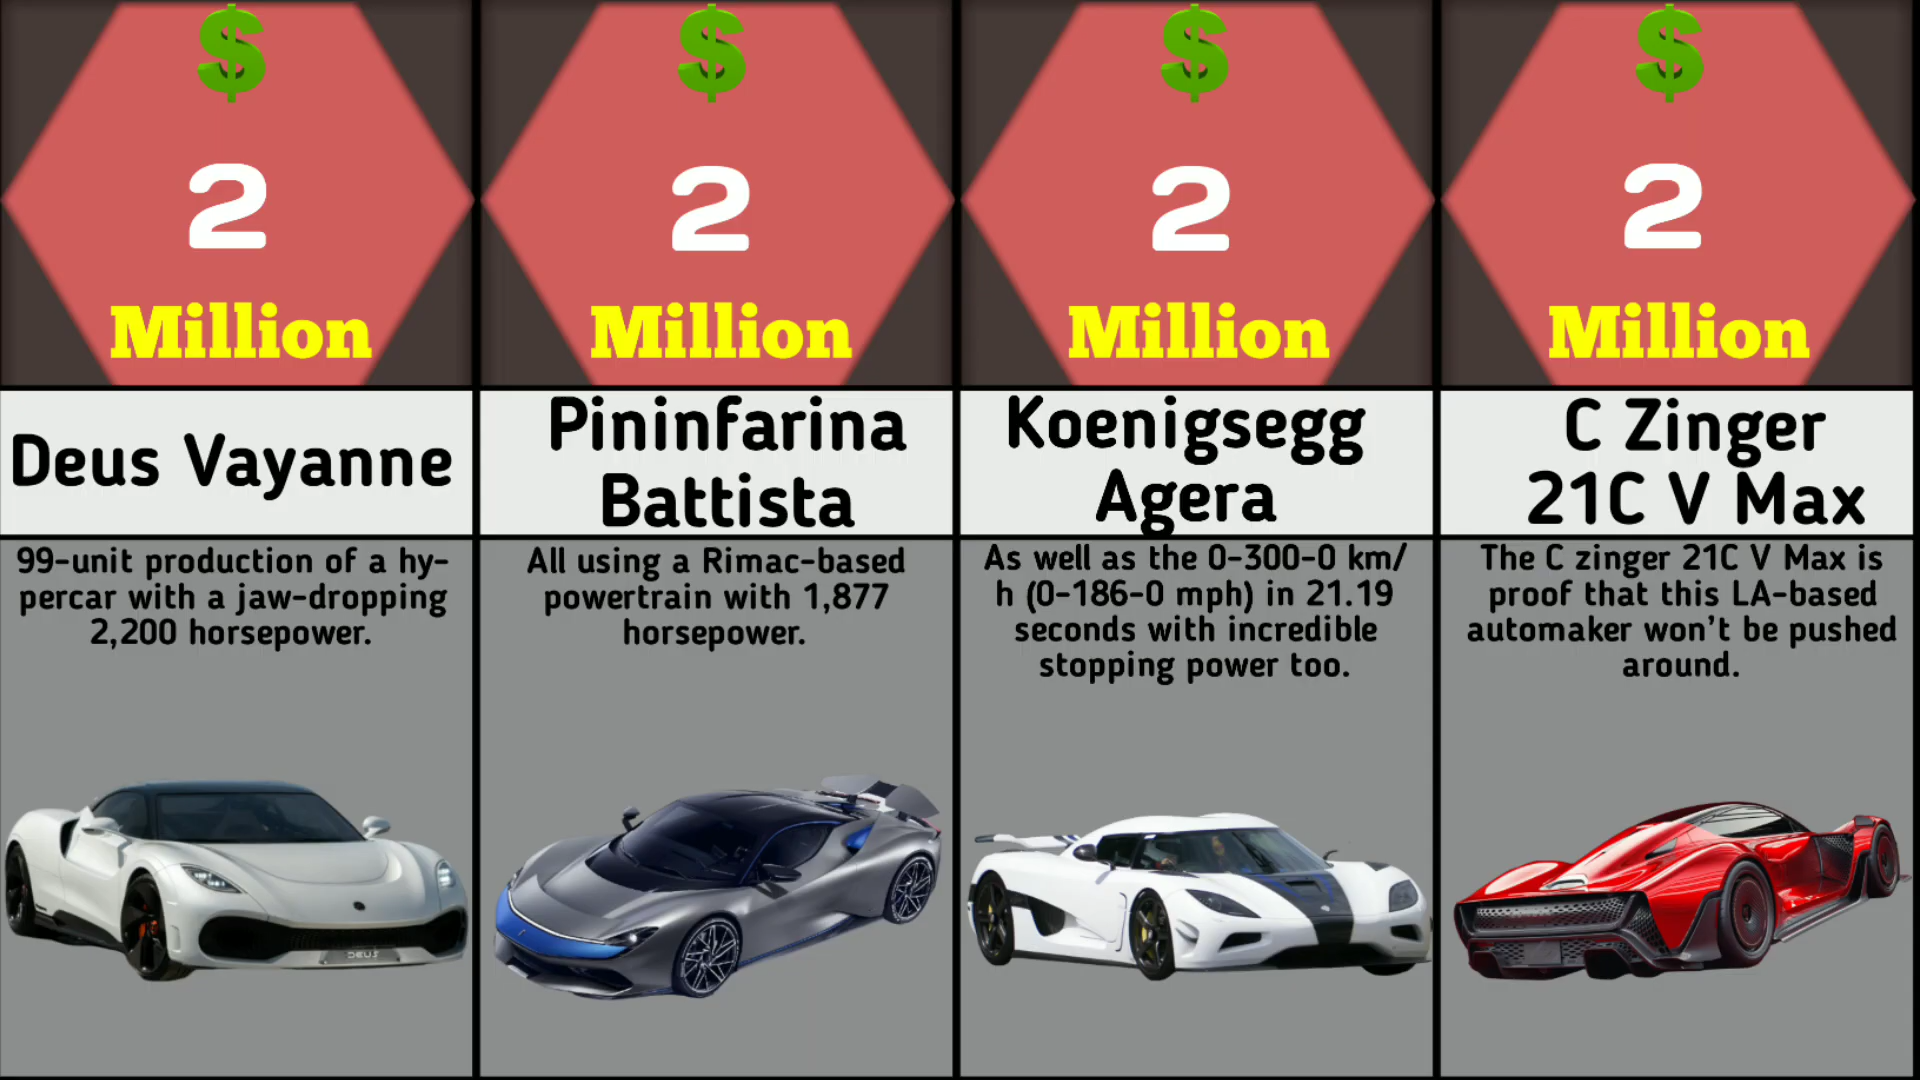 $
2
Million
Deus Vayanne
99-unit production of a hy-
percar with a jaw-dropping
2,200 horsepower.
DEUS
$
2
Million
Pininfarina
Battista
All using a Rimac-based
powertrain with 1,877
horsepower.
$
2
Million
Koenigsegg
Agera
As well as the 0-300-0 km/
h (0-186-0 mph) in 21.19
seconds with incredible
stopping power too.
$
2
Million
C Zinger
21C V Max
The C zinger 21C V Max is
proof that this LA-based
automaker won't be pushed
around.